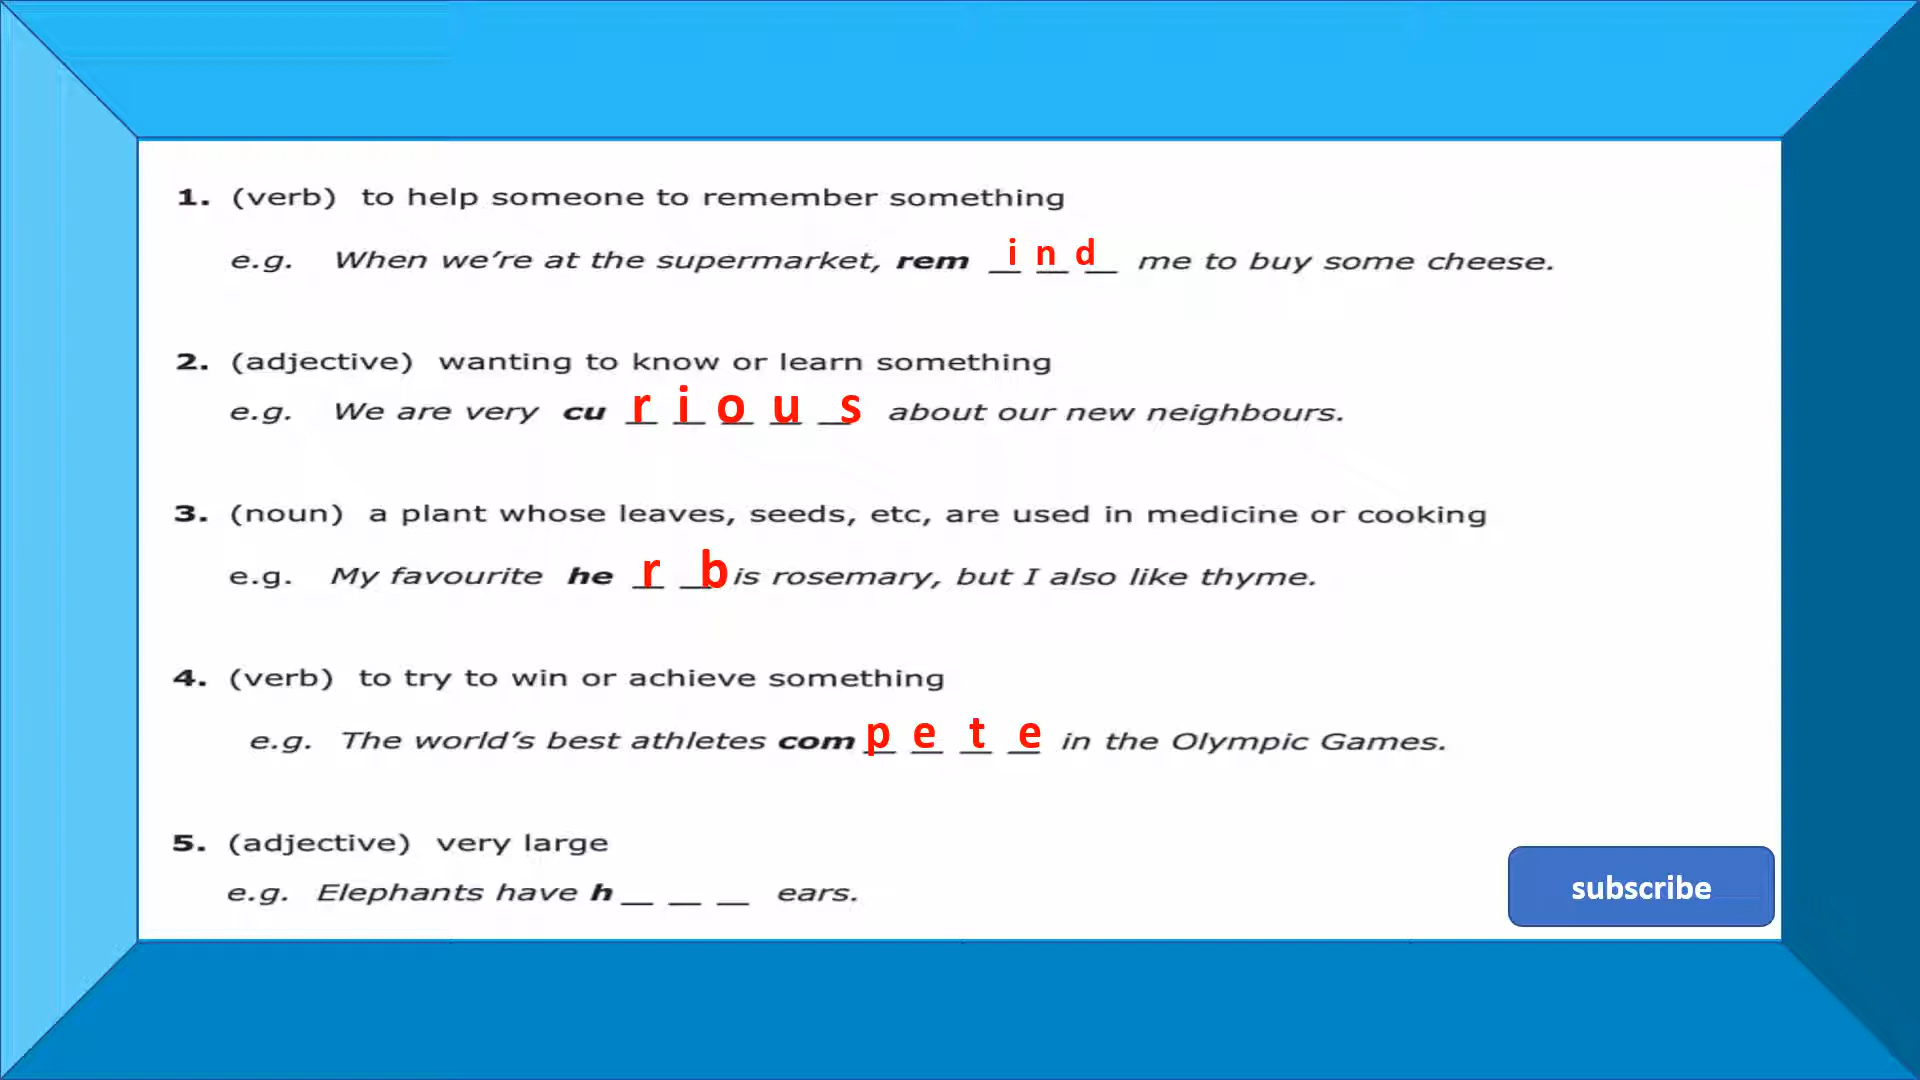 1. (verb) to help someone to remember something
e.g. When we're at the supermarket, rem i n d me to buy some cheese.
2. (adjective) wanting to know or learn something
e.g. We are very cu r i o u s about our new neighbours.
3. (noun) a plant whose leaves, seeds, etc, are used in medicine or cooking
e.g. My favourite he r b is rosemary, but I also like thyme.
4. (verb) to try to win or achieve something
e.g. The world's best athletes com p e t e in the Olympic Games.
5. (adjective) very large
e.g. Elephants have h _ _ _ ears.
subscribe